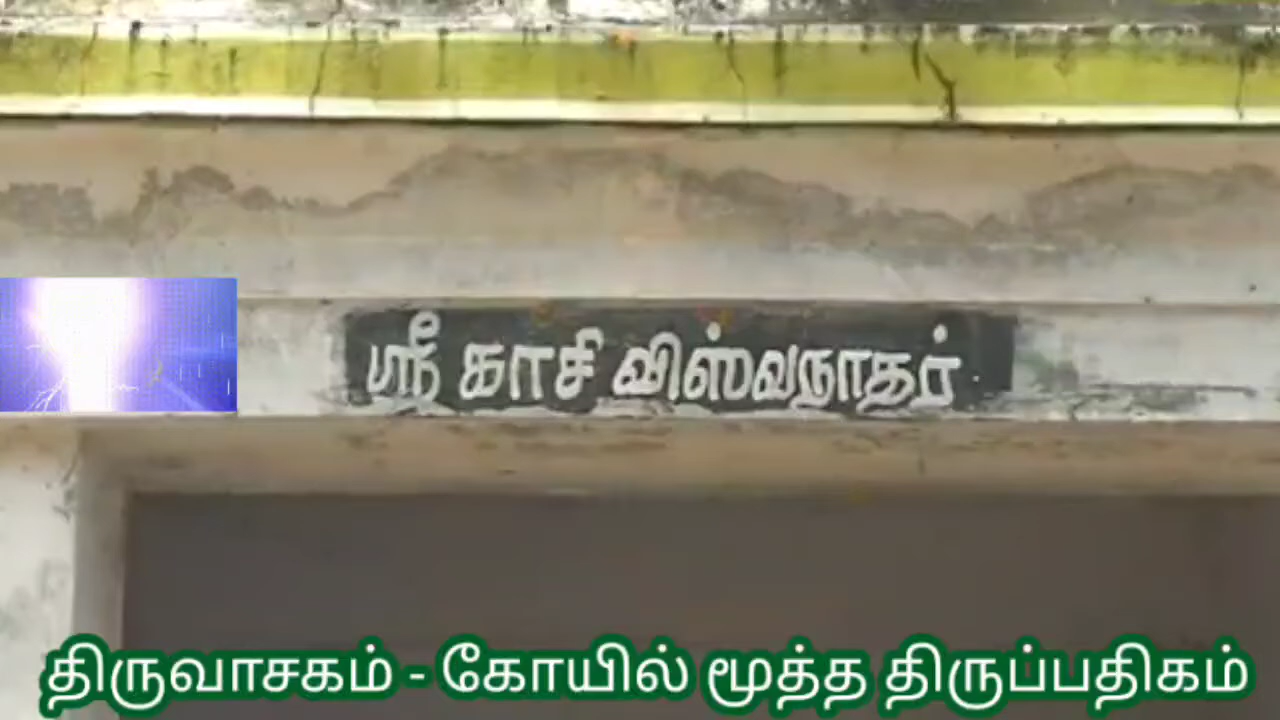 ஸ்ரீ காசி விஸ்வநாதர்
திருவாசகம் - கோயில் மூத்த திருப்பதிகம்